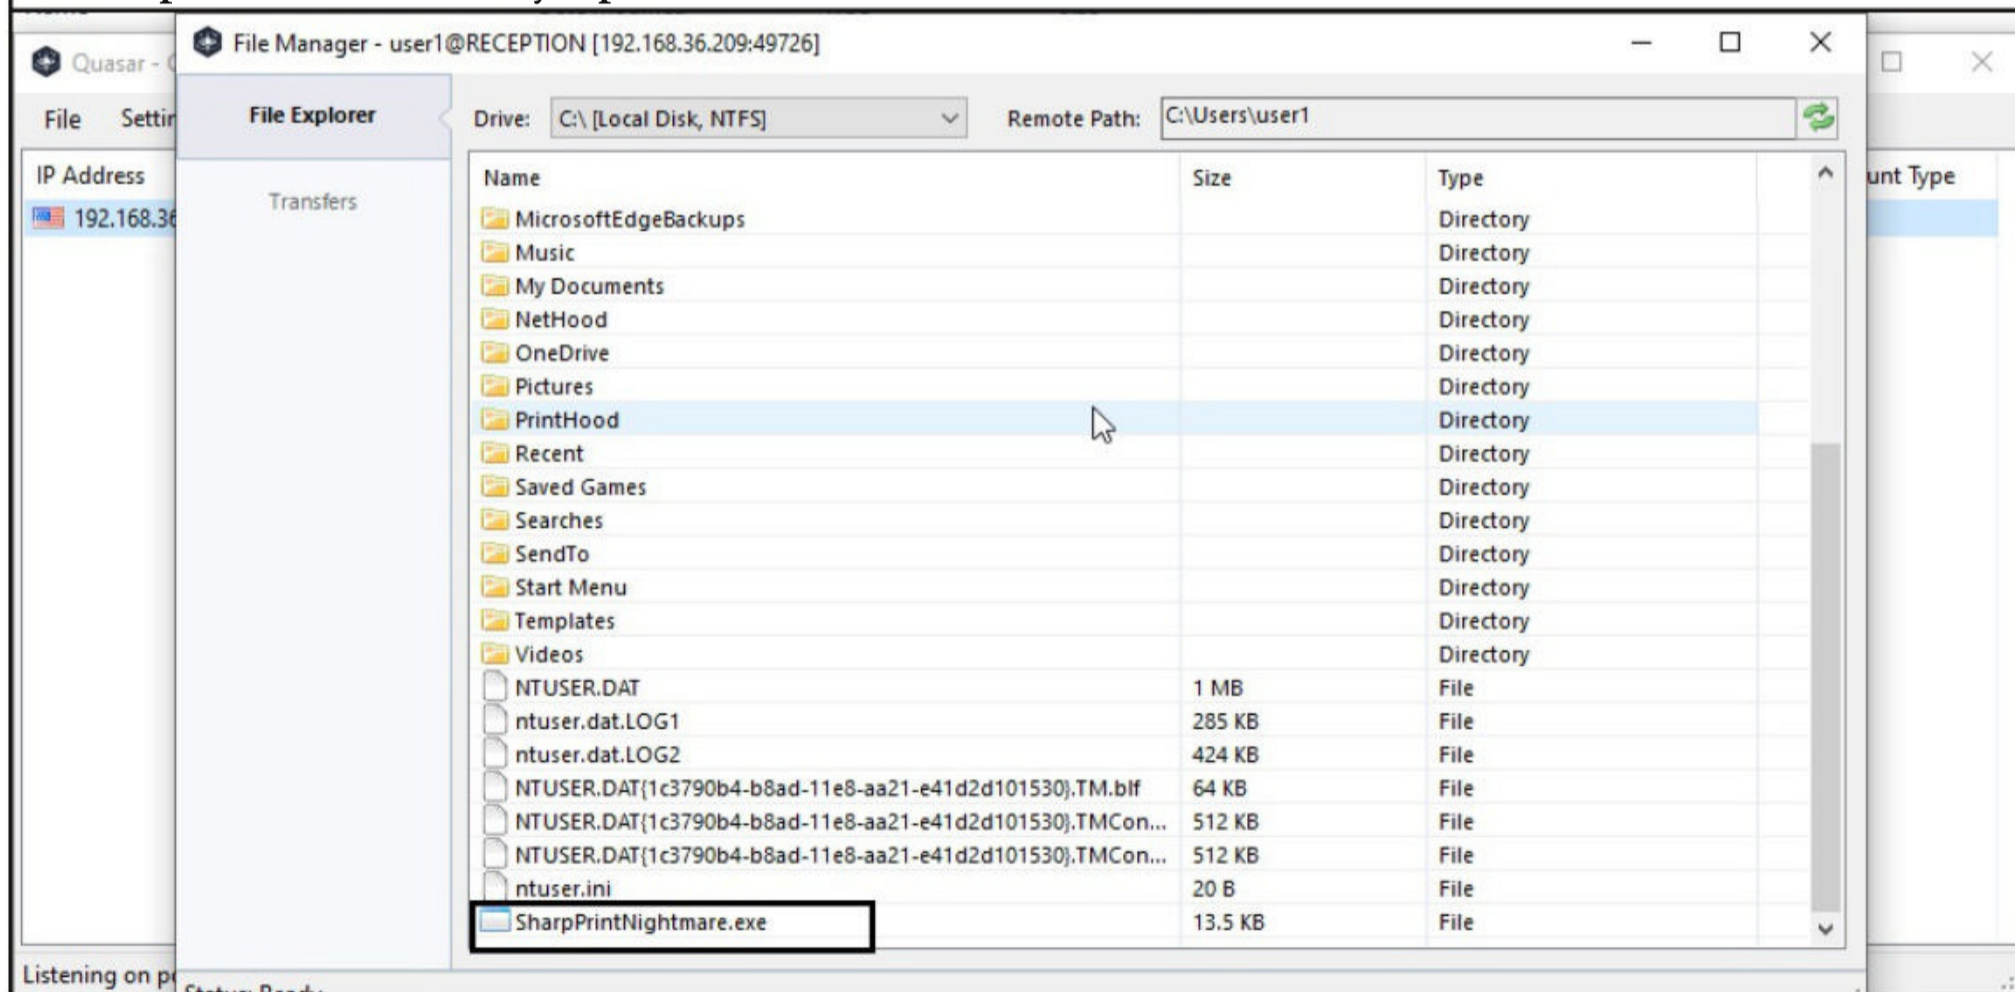 File Manager - user1@RECEPTION [192.168.36.209:49726]
Quasar -
File Settin
File Explorer
Drive: C:\ [Local Disk, NTFS] Remote Path: C:\Users\user1
IP Address
Name Size Type
unt Type
192.168.36
Transfers
MicrosoftEdgeBackups Directory
Music Directory
My Documents Directory
NetHood Directory
OneDrive Directory
Pictures Directory
PrintHood Directory
Recent Directory
Saved Games Directory
Searches Directory
SendTo Directory
Start Menu Directory
Templates Directory
Videos Directory
NTUSER.DAT 1 MB File
ntuser.dat.LOG1 285 KB File
ntuser.dat.LOG2 424 KB File
NTUSER.DAT{1c3790b4-b8ad-11e8-aa21-e41d2d101530}.TM.blf 64 KB File
NTUSER.DAT{1c3790b4-b8ad-11e8-aa21-e41d2d101530}.TMCon... 512 KB File
NTUSER.DAT{1c3790b4-b8ad-11e8-aa21-e41d2d101530}.TMCon... 512 KB File
ntuser.ini 20 B File
SharpPrintNightmare.exe 13.5 KB File
Listening on
Status: Ready